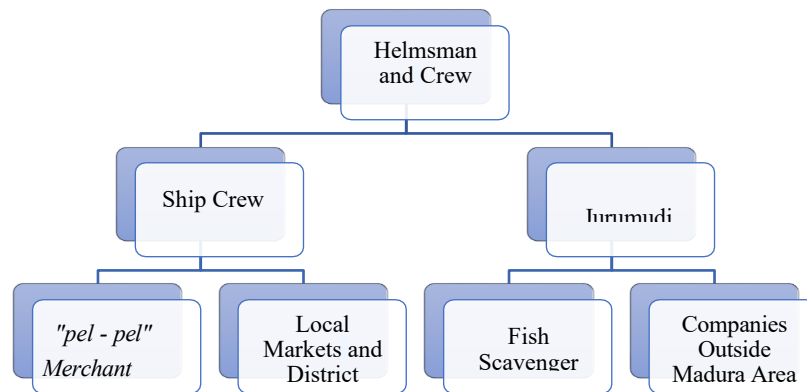 Helmsman
and Crew
Ship Crew
Jurumudi
"pel - pel"
Merchant
Local
Markets and
District
Fish
Scavenger
Companies
Outside
Madura Area